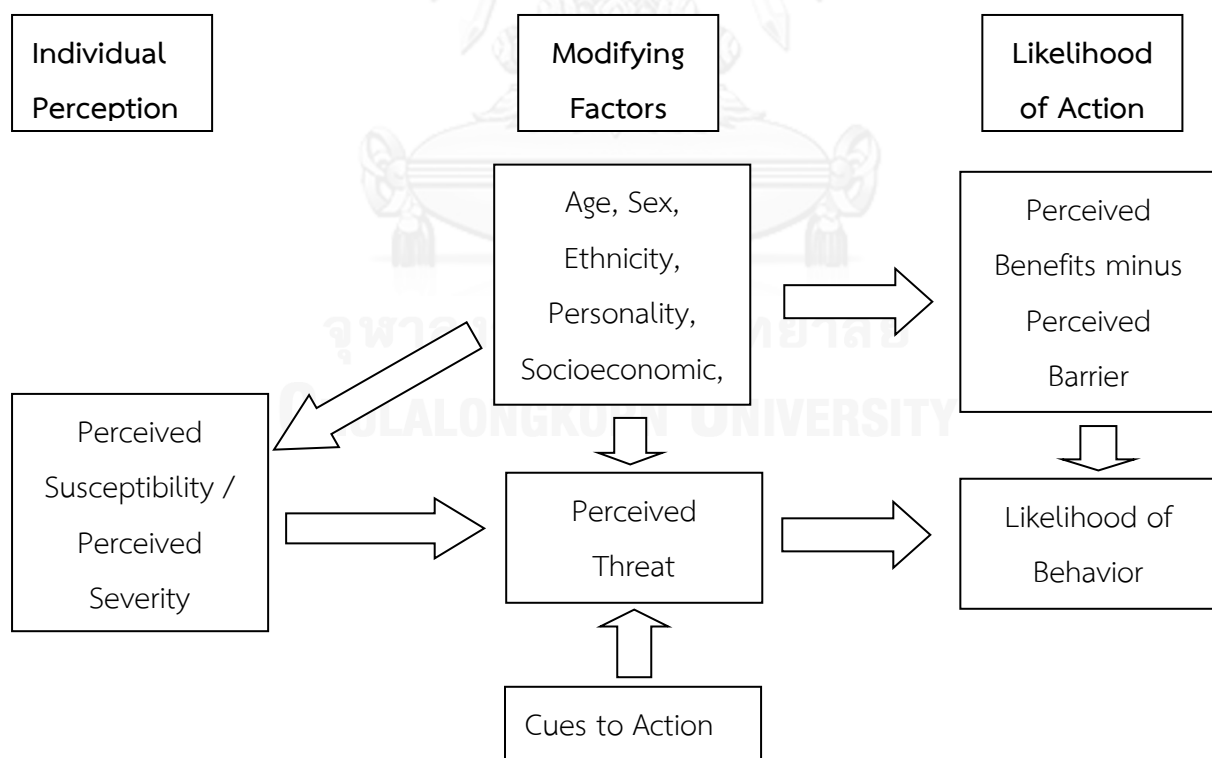 Individual
Perception
Modifying
Factors
Likelihood
of Action
Age, Sex,
Ethnicity,
Personality,
Socioeconomic,
Perceived
Benefits minus
Perceived
Barrier
Perceived
Susceptibility /
Perceived
Severity
Perceived
Threat
Likelihood of
Behavior
Cues to Action
UNIVERSITY